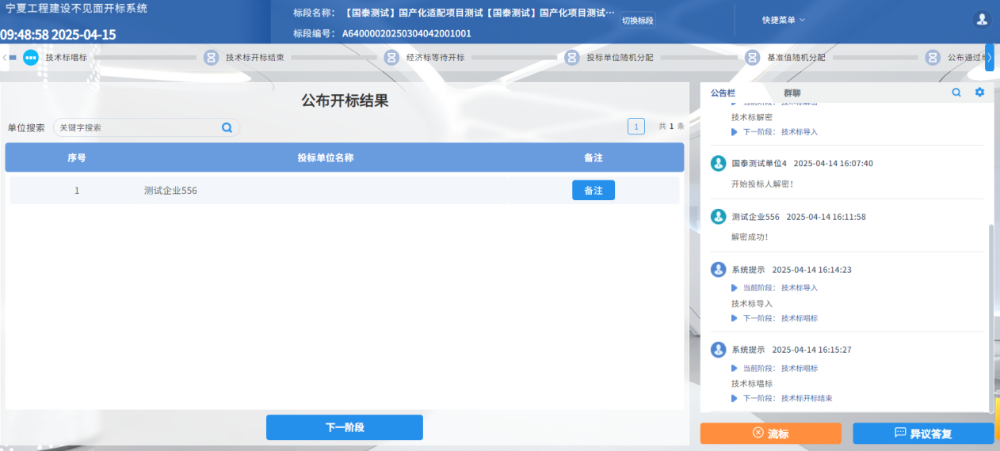 宁夏工程建设不见面开标系统
09:48:58 2025-04-15
标段名称： 【国泰测试】国产化适配项目测试【国泰测试】国产化项目测试…
切换标段
标段编号： A64000020250304042001001
快捷菜单
技术标唱标
技术标开标结束
经济标等待开标
投标单位随机分配
基准值随机分配
公布通过
公布开标结果
单位搜索
关键字搜索
1
共 1 条
序号 投标单位名称 备注
1 测试企业556 备注
下一阶段
公告栏 群聊
当前阶段： 技术标解密
技术标解密
下一阶段： 技术标导入
国泰测试单位4 2025-04-14 16:07:40
开始投标人解密！
测试企业556 2025-04-14 16:11:58
解密成功！
系统提示 2025-04-14 16:14:23
当前阶段： 技术标导入
技术标导入
下一阶段： 技术标唱标
系统提示 2025-04-14 16:15:27
当前阶段： 技术标唱标
技术标唱标
下一阶段： 技术标开标结束
流标
异议答复